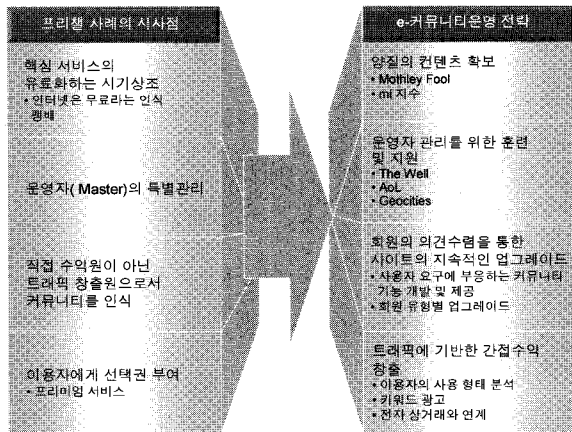 프리챌 사례의 시사점
핵심 서비스의
유료화하는 시기상조
• 인터넷은 무료라는 인식
팽배
운영자( Master)의 특별관리
직접 수익원이 아닌
트래픽 창출원으로서
커뮤니티를 인식
이용자에게 선택권 부여
• 프리미엄 서비스
e-커뮤니티운영 전략
양질의 컨텐츠 확보
• Mothley Fool
• mt 지수
운영자 관리를 위한 훈련
및 지원
• The Well
• AoL
• Geocities
회원의 의견수렴을 통한
사이트의 지속적인 업그레이드
• 사용자 요구에 부응하는 커뮤니티
기능 개발 및 제공
• 회원 유형별 업그레이드
트래픽에 기반한 간접수익
창출
• 이용자의 사용 형태 분석
• 키워드 광고
• 전자 상거래와 연계